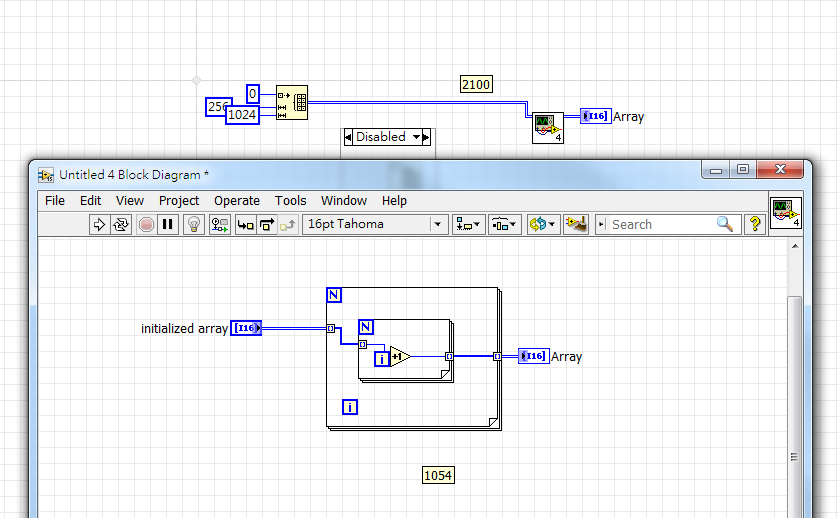 2100
0
256
1024
[I16]
Array
4
Disabled
Untitled 4 Block Diagram *
File Edit View Project Operate Tools Window Help
16pt Tahoma
Search
?
4
N
initialized array [I16]
N
i
+1
[I16] Array
i
1054